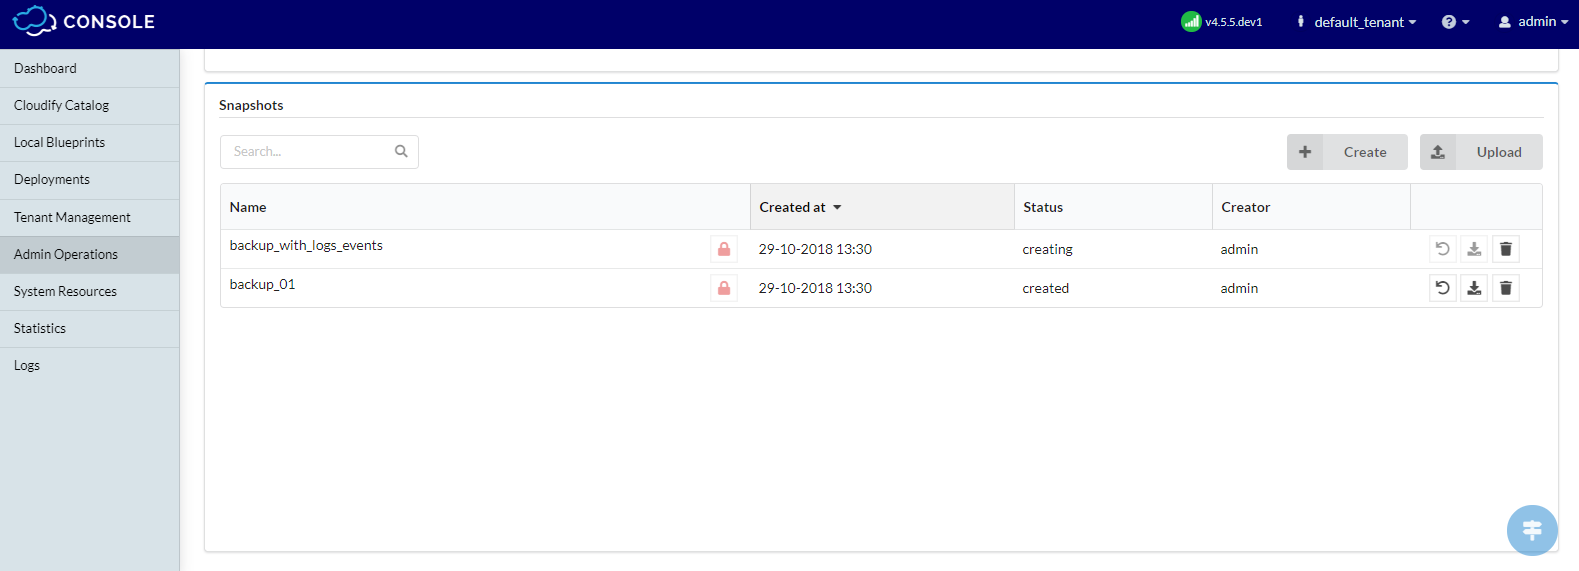 CONSOLE
v4.5.5.dev1
default_tenant
admin
Dashboard
Cloudify Catalog
Local Blueprints
Deployments
Tenant Management
Admin Operations
System Resources
Statistics
Logs
Snapshots
Search...
Create
Upload
Name Created at Status Creator
backup_with_logs_events 29-10-2018 13:30 creating admin
backup_01 29-10-2018 13:30 created admin